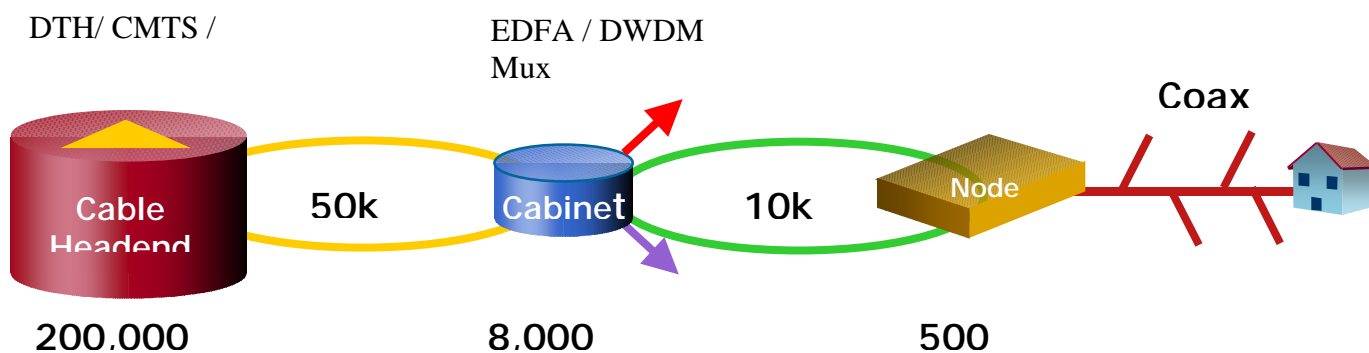 DTH/ CMTS /
EDFA / DWDM
Mux
Coax
Cable
Headend
50k
Cabinet
10k
Node
200,000
8,000
500